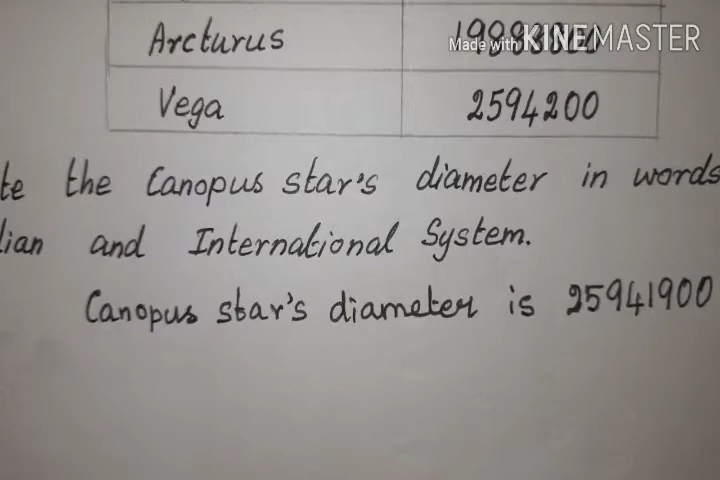 Arcturus 19888800
Made with KINEMASTER
Vega 2594200
te the Canopus star's diameter in words
lian and International System.
Canopus star's diameter is 25941900